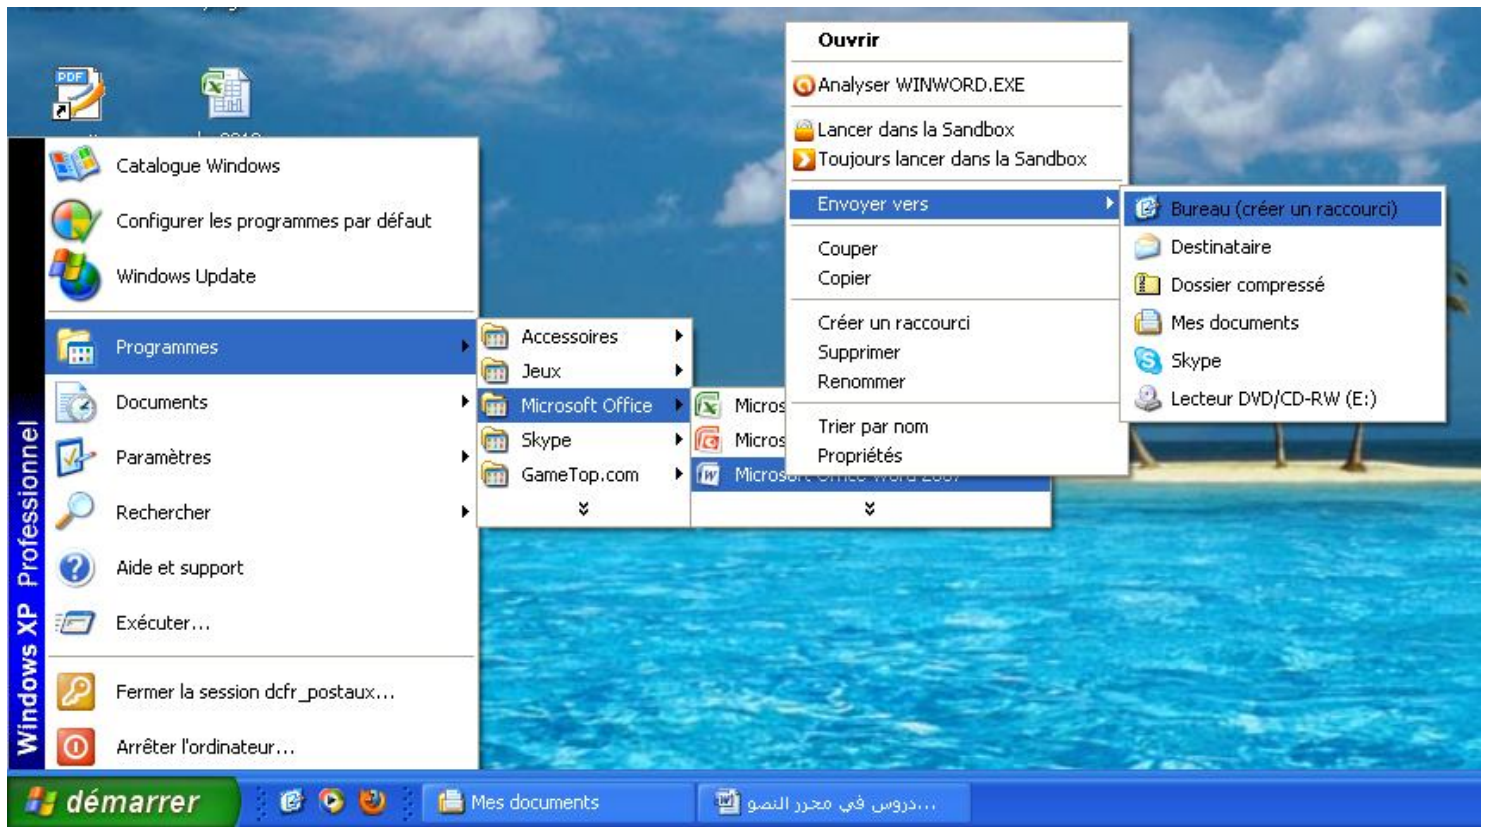 PDF
Catalogue Windows
Configurer les programmes par défaut
Windows Update
Programmes
Documents
Paramètres
Rechercher
Aide et support
Exécuter...
Fermer la session dcfr_postaux...
Arrêter l'ordinateur...
Windows XP Professionnel
Accessoires
Jeux
Microsoft Office
Skype
GameTop.com
Micros
Micros
Microsoft Office Word 2007
Ouvrir
Analyser WINWORD.EXE
Lancer dans la Sandbox
Toujours lancer dans la Sandbox
Envoyer vers
Couper
Copier
Créer un raccourci
Supprimer
Renommer
Trier par nom
Propriétés
Bureau (créer un raccourci)
Destinataire
Dossier compressé
Mes documents
Skype
Lecteur DVD/CD-RW (E:)
démarrer
Mes documents
دروس في محرر النصو...